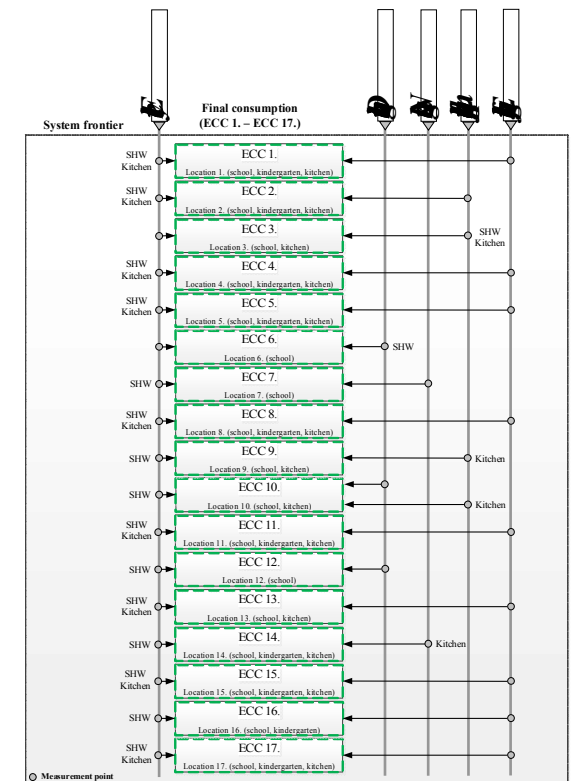 Final consumption
System frontier
(ECC 1. – ECC 17.)
SHW
Kitchen
ECC 1.
Location 1. (school, kindergarten, kitchen)
SHW
Kitchen
ECC 2.
Location 2. (school, kindergarten, kitchen)
ECC 3.
Location 3. (school, kitchen)
SHW
Kitchen
SHW
Kitchen
ECC 4.
Location 4. (school, kindergarten, kitchen)
SHW
Kitchen
ECC 5.
Location 5. (school, kindergarten, kitchen)
ECC 6.
Location 6. (school)
SHW
SHW
ECC 7.
Location 7. (school)
SHW
Kitchen
ECC 8.
Location 8. (school, kindergarten, kitchen)
SHW
ECC 9.
Location 9. (school, kitchen)
Kitchen
SHW
ECC 10.
Location 10. (school, kitchen)
Kitchen
SHW
Kitchen
ECC 11.
Location 11. (school, kindergarten, kitchen)
SHW
ECC 12.
Location 12. (school)
SHW
Kitchen
ECC 13.
Location 13. (school, kitchen)
SHW
ECC 14.
Location 14. (school, kindergarten, kitchen)
Kitchen
SHW
Kitchen
ECC 15.
Location 15. (school, kindergarten, kitchen)
SHW
ECC 16.
Location 16. (school, kindergarten)
SHW
Kitchen
ECC 17.
Location 17. (school, kindergarten, kitchen)
Measurement point